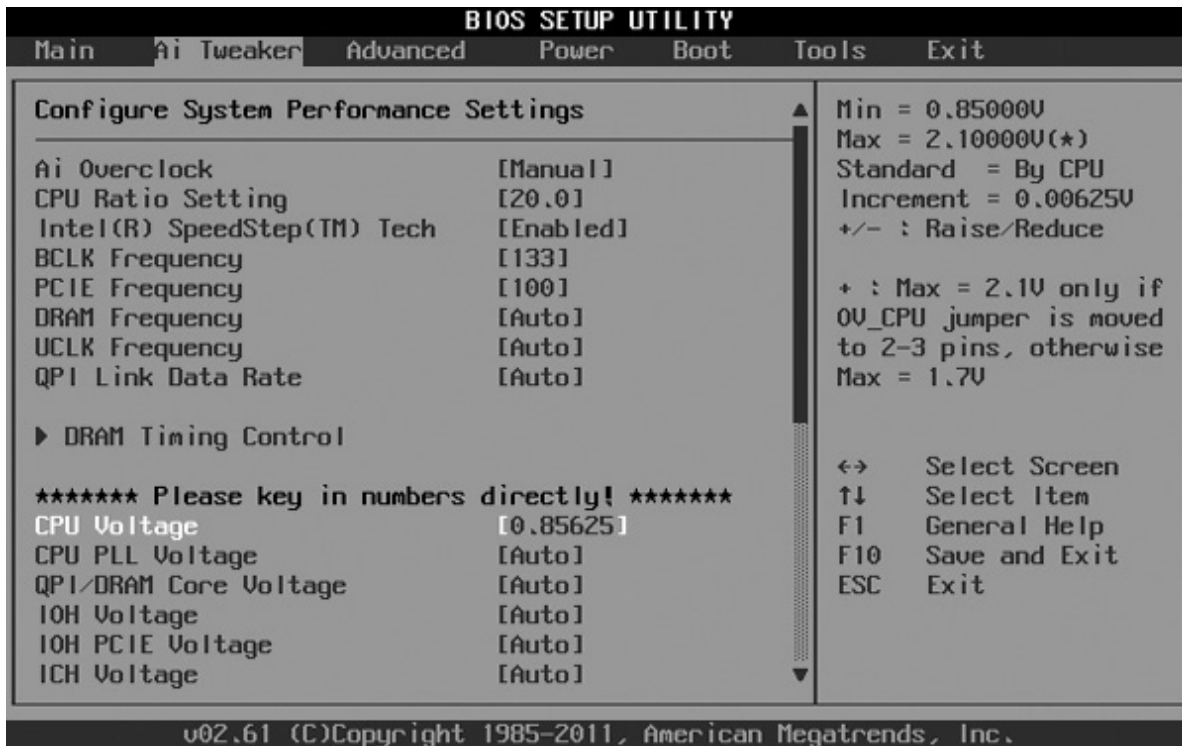 BIOS SETUP UTILITY
Main Ai Tweaker Advanced Power Boot Tools Exit
Configure System Performance Settings
Ai Overclock [Manual]
CPU Ratio Setting [20.0]
Intel(R) SpeedStep(TM) Tech [Enabled]
BCLK Frequency [133]
PCIE Frequency [100]
DRAM Frequency [Auto]
UCLK Frequency [Auto]
QPI Link Data Rate [Auto]
▶ DRAM Timing Control
******* Please key in numbers directly! *******
CPU Voltage [0.85625]
CPU PLL Voltage [Auto]
QPI/DRAM Core Voltage [Auto]
IOH Voltage [Auto]
IOH PCIE Voltage [Auto]
ICH Voltage [Auto]
Min = 0.85000V
Max = 2.10000V(*)
Standard = By CPU
Increment = 0.00625V
+/- : Raise/Reduce
+ : Max = 2.1V only if
OV_CPU jumper is moved
to 2-3 pins, otherwise
Max = 1.7V
←→ Select Screen
↑↓ Select Item
F1 General Help
F10 Save and Exit
ESC Exit
v02.61 (C)Copyright 1985-2011, American Megatrends, Inc.